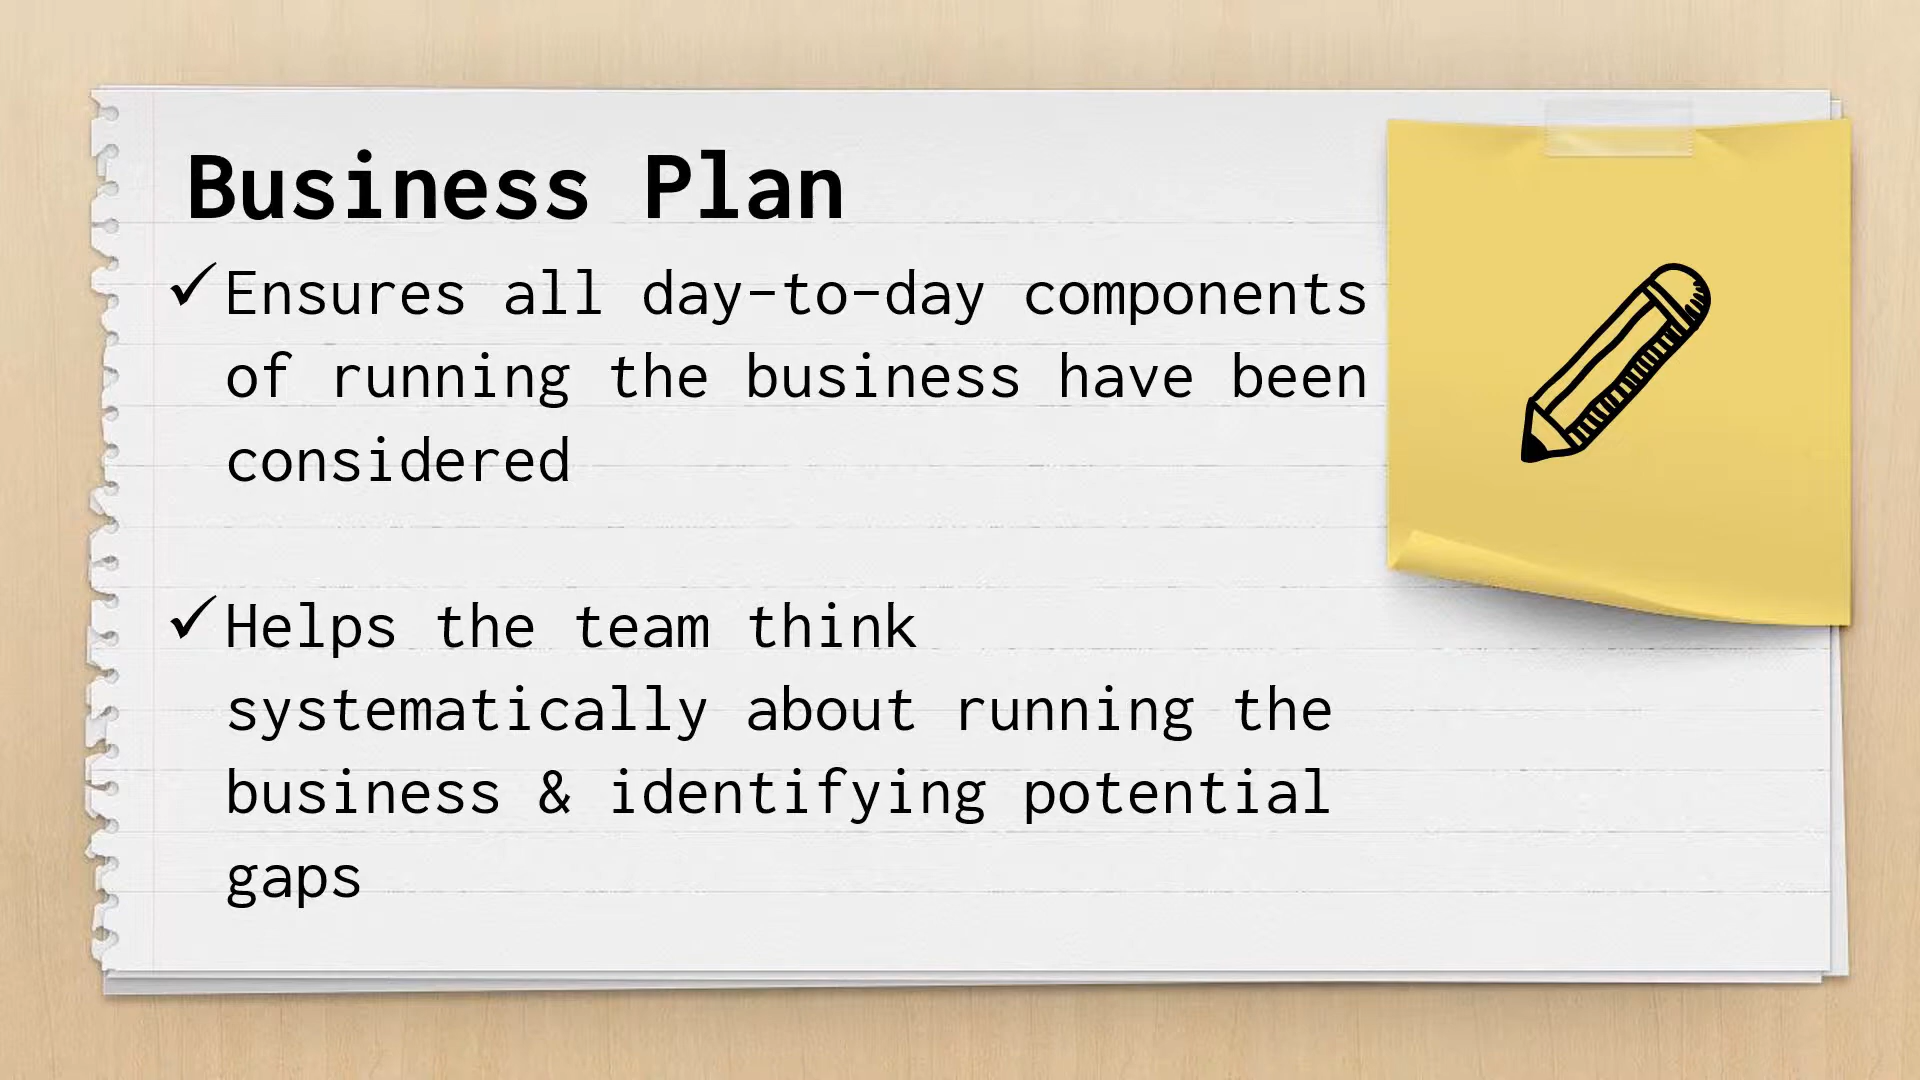 Business Plan
✓Ensures all day-to-day components
of running the business have been
considered
✓Helps the team think
systematically about running the
business & identifying potential
gaps